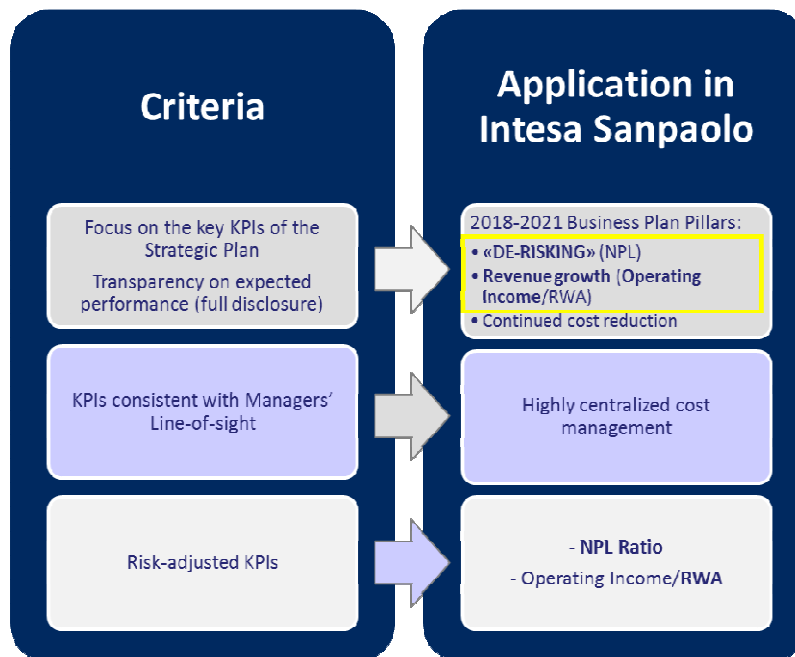 Criteria
Application in
Intesa Sanpaolo
Focus on the key KPIs of the
Strategic Plan
Transparency on expected
performance (full disclosure)
2018-2021 Business Plan Pillars:
• «DE-RISKING» (NPL)
• Revenue growth (Operating
Income/RWA)
• Continued cost reduction
KPIs consistent with Managers’
Line-of-sight
Highly centralized cost
management
Risk-adjusted KPIs
- NPL Ratio
- Operating Income/RWA